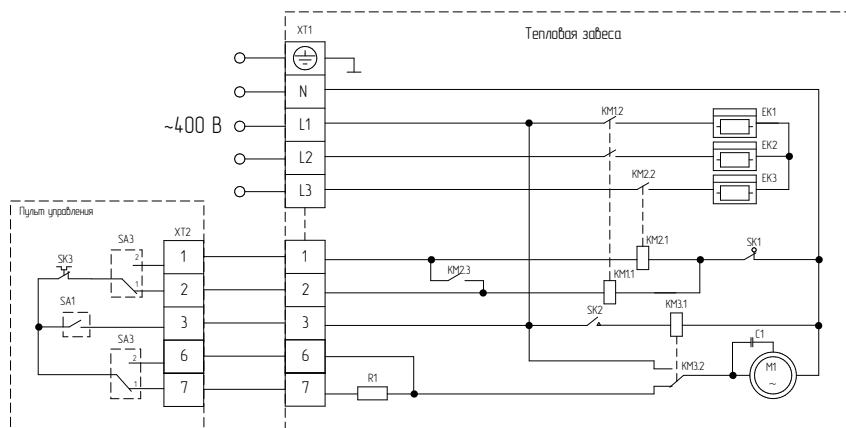 XT1
Тепловая завеса
N
~400 В
L1
L2
L3
KM1.2
KM2.2
EK1
EK2
EK3
Пульт управления
XT2
SA3
2
1
SK3
SA1
SA3
2
1
1
2
3
6
7
1
2
3
6
7
KM2.1
SK1
KM2.3
KM1.1
KM3.1
SK2
R1
KM3.2
C1
M1
~